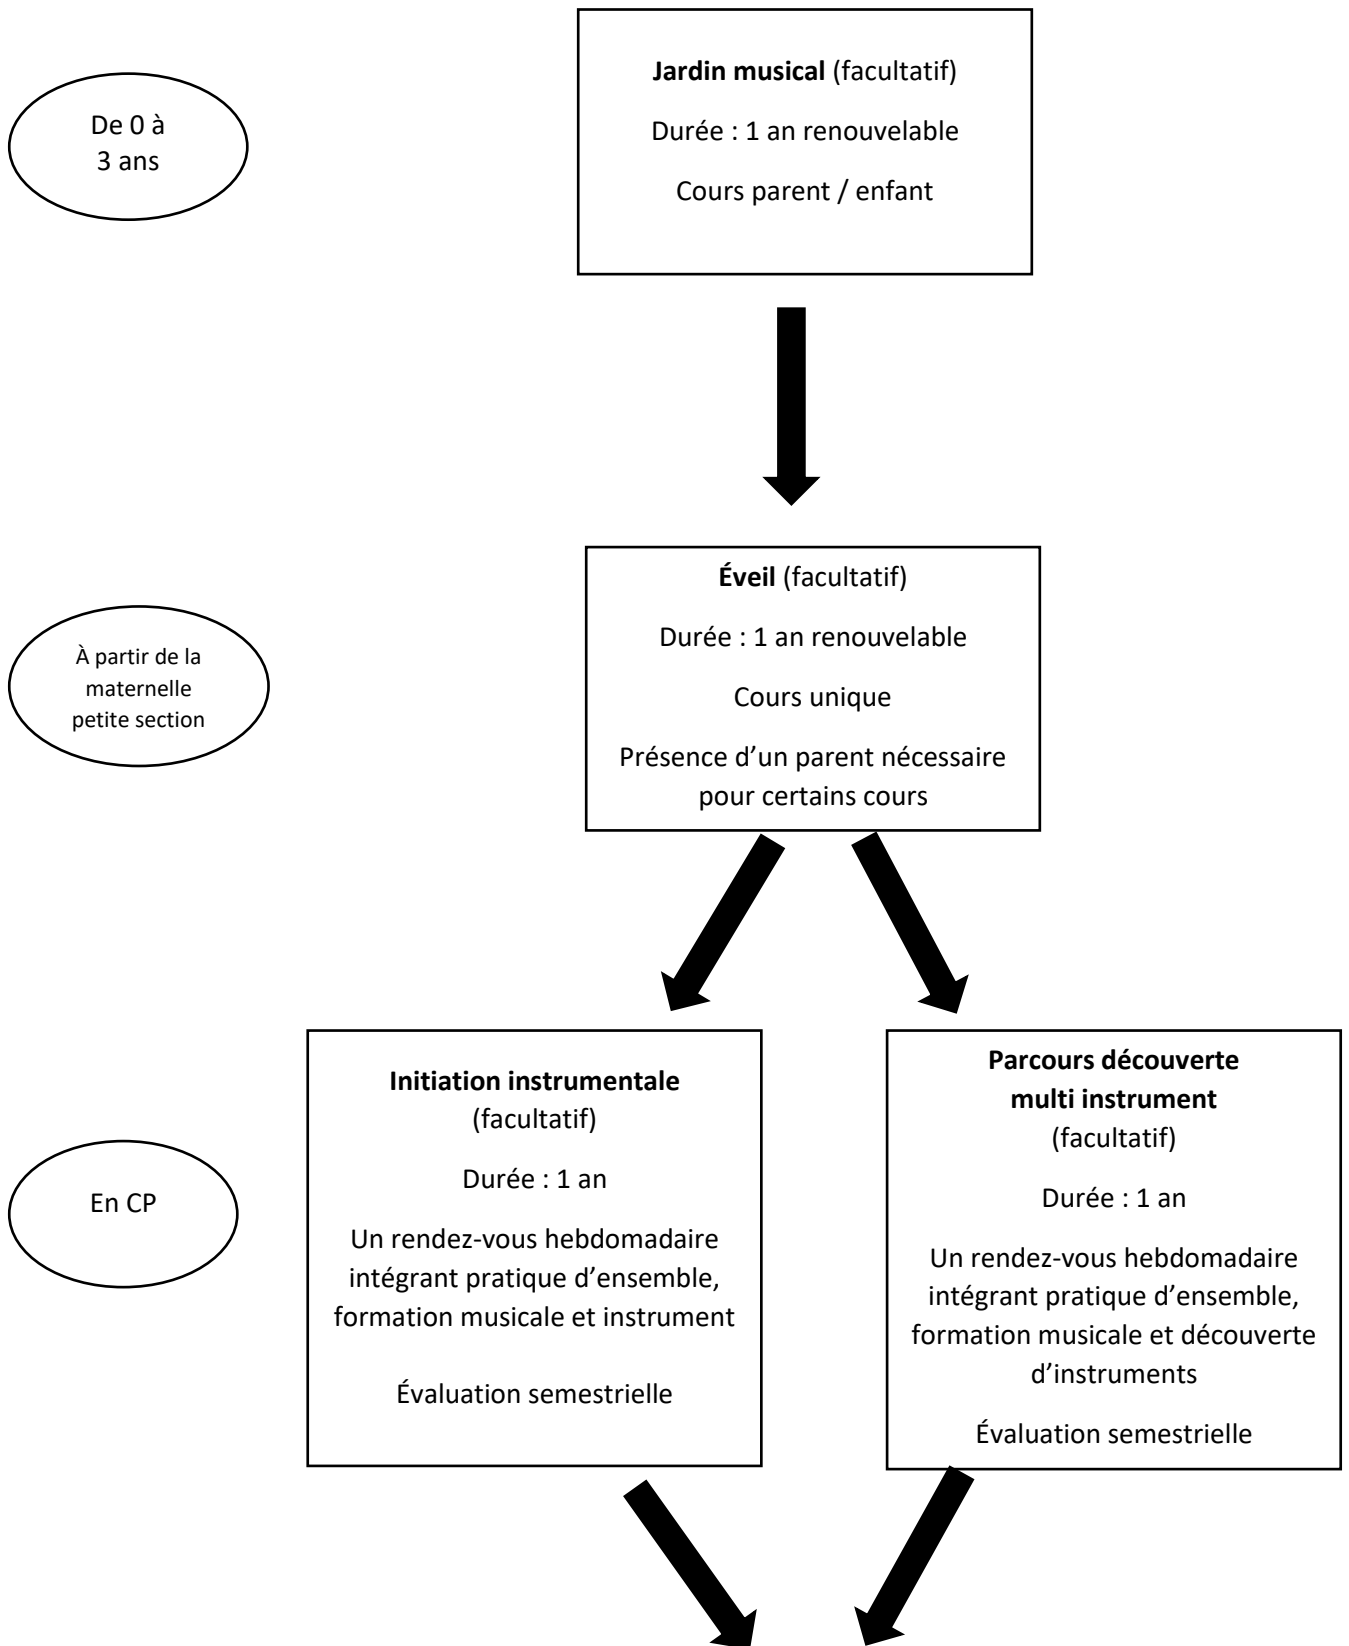 De 0 à
3 ans
Jardin musical (facultatif)
Durée : 1 an renouvelable
Cours parent / enfant
À partir de la
maternelle
petite section
Éveil (facultatif)
Durée : 1 an renouvelable
Cours unique
Présence d’un parent nécessaire
pour certains cours
En CP
Initiation instrumentale
(facultatif)
Durée : 1 an
Un rendez-vous hebdomadaire
intégrant pratique d’ensemble,
formation musicale et instrument
Évaluation semestrielle
Parcours découverte
multi instrument
(facultatif)
Durée : 1 an
Un rendez-vous hebdomadaire
intégrant pratique d’ensemble,
formation musicale et découverte
d’instruments
Évaluation semestrielle